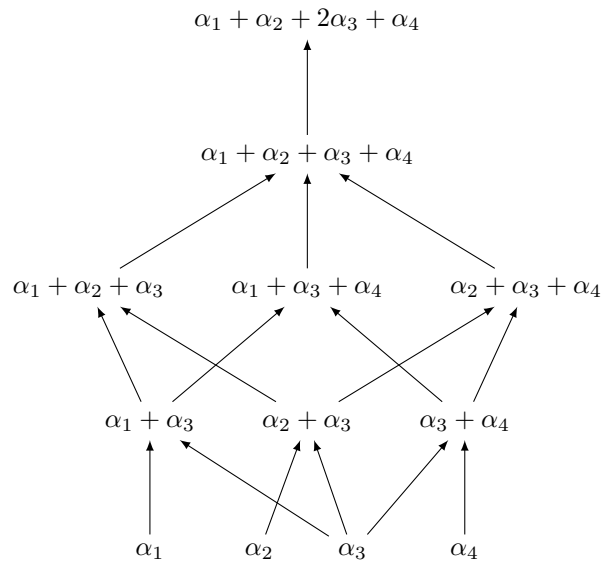 α₁ + α₂ + 2α₃ + α₄
α₁ + α₂ + α₃ + α₄
α₁ + α₂ + α₃ α₁ + α₃ + α₄ α₂ + α₃ + α₄
α₁ + α₃ α₂ + α₃ α₃ + α₄
α₁ α₂ α₃ α₄